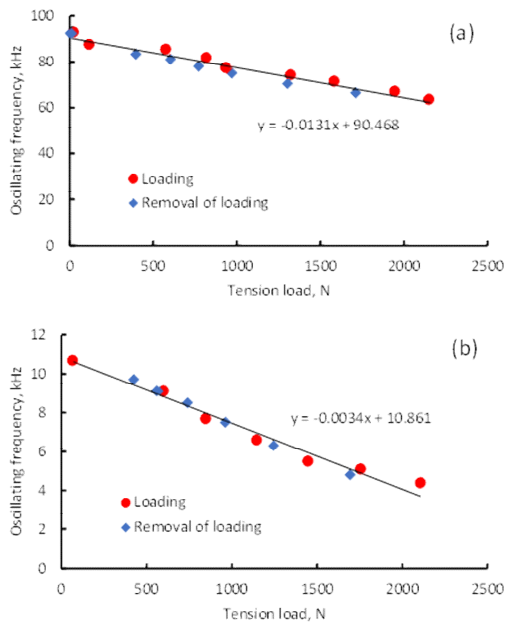 (a)
Oscillating frequency, kHz
100
80
60
40
20
0
y = -0.0131x + 90.468
Loading
Removal of loading
0 500 1000 1500 2000 2500
Tension load, N
(b)
Oscillating frequency, kHz
12
10
8
6
4
2
0
y = -0.0034x + 10.861
Loading
Removal of loading
0 500 1000 1500 2000 2500
Tension load, N